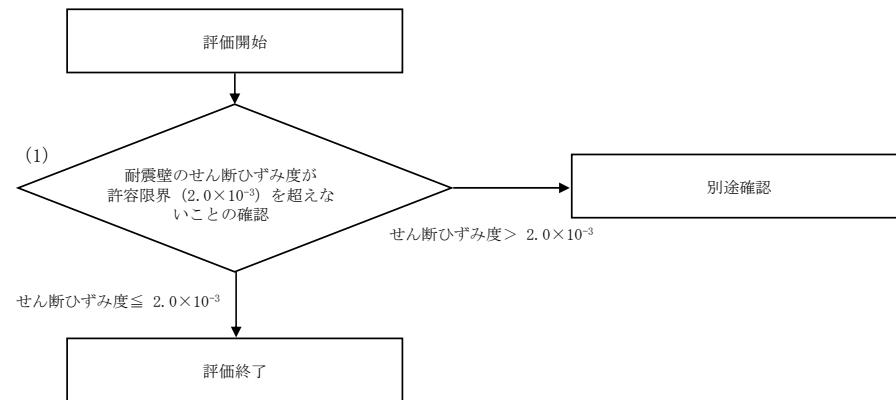 評価開始
（1）
耐震壁のせん断ひずみ度が
許容限界（2.0×10⁻³）を超えな
いことの確認
別途確認
せん断ひずみ度＞ 2.0×10⁻³
せん断ひずみ度≦ 2.0×10⁻³
評価終了